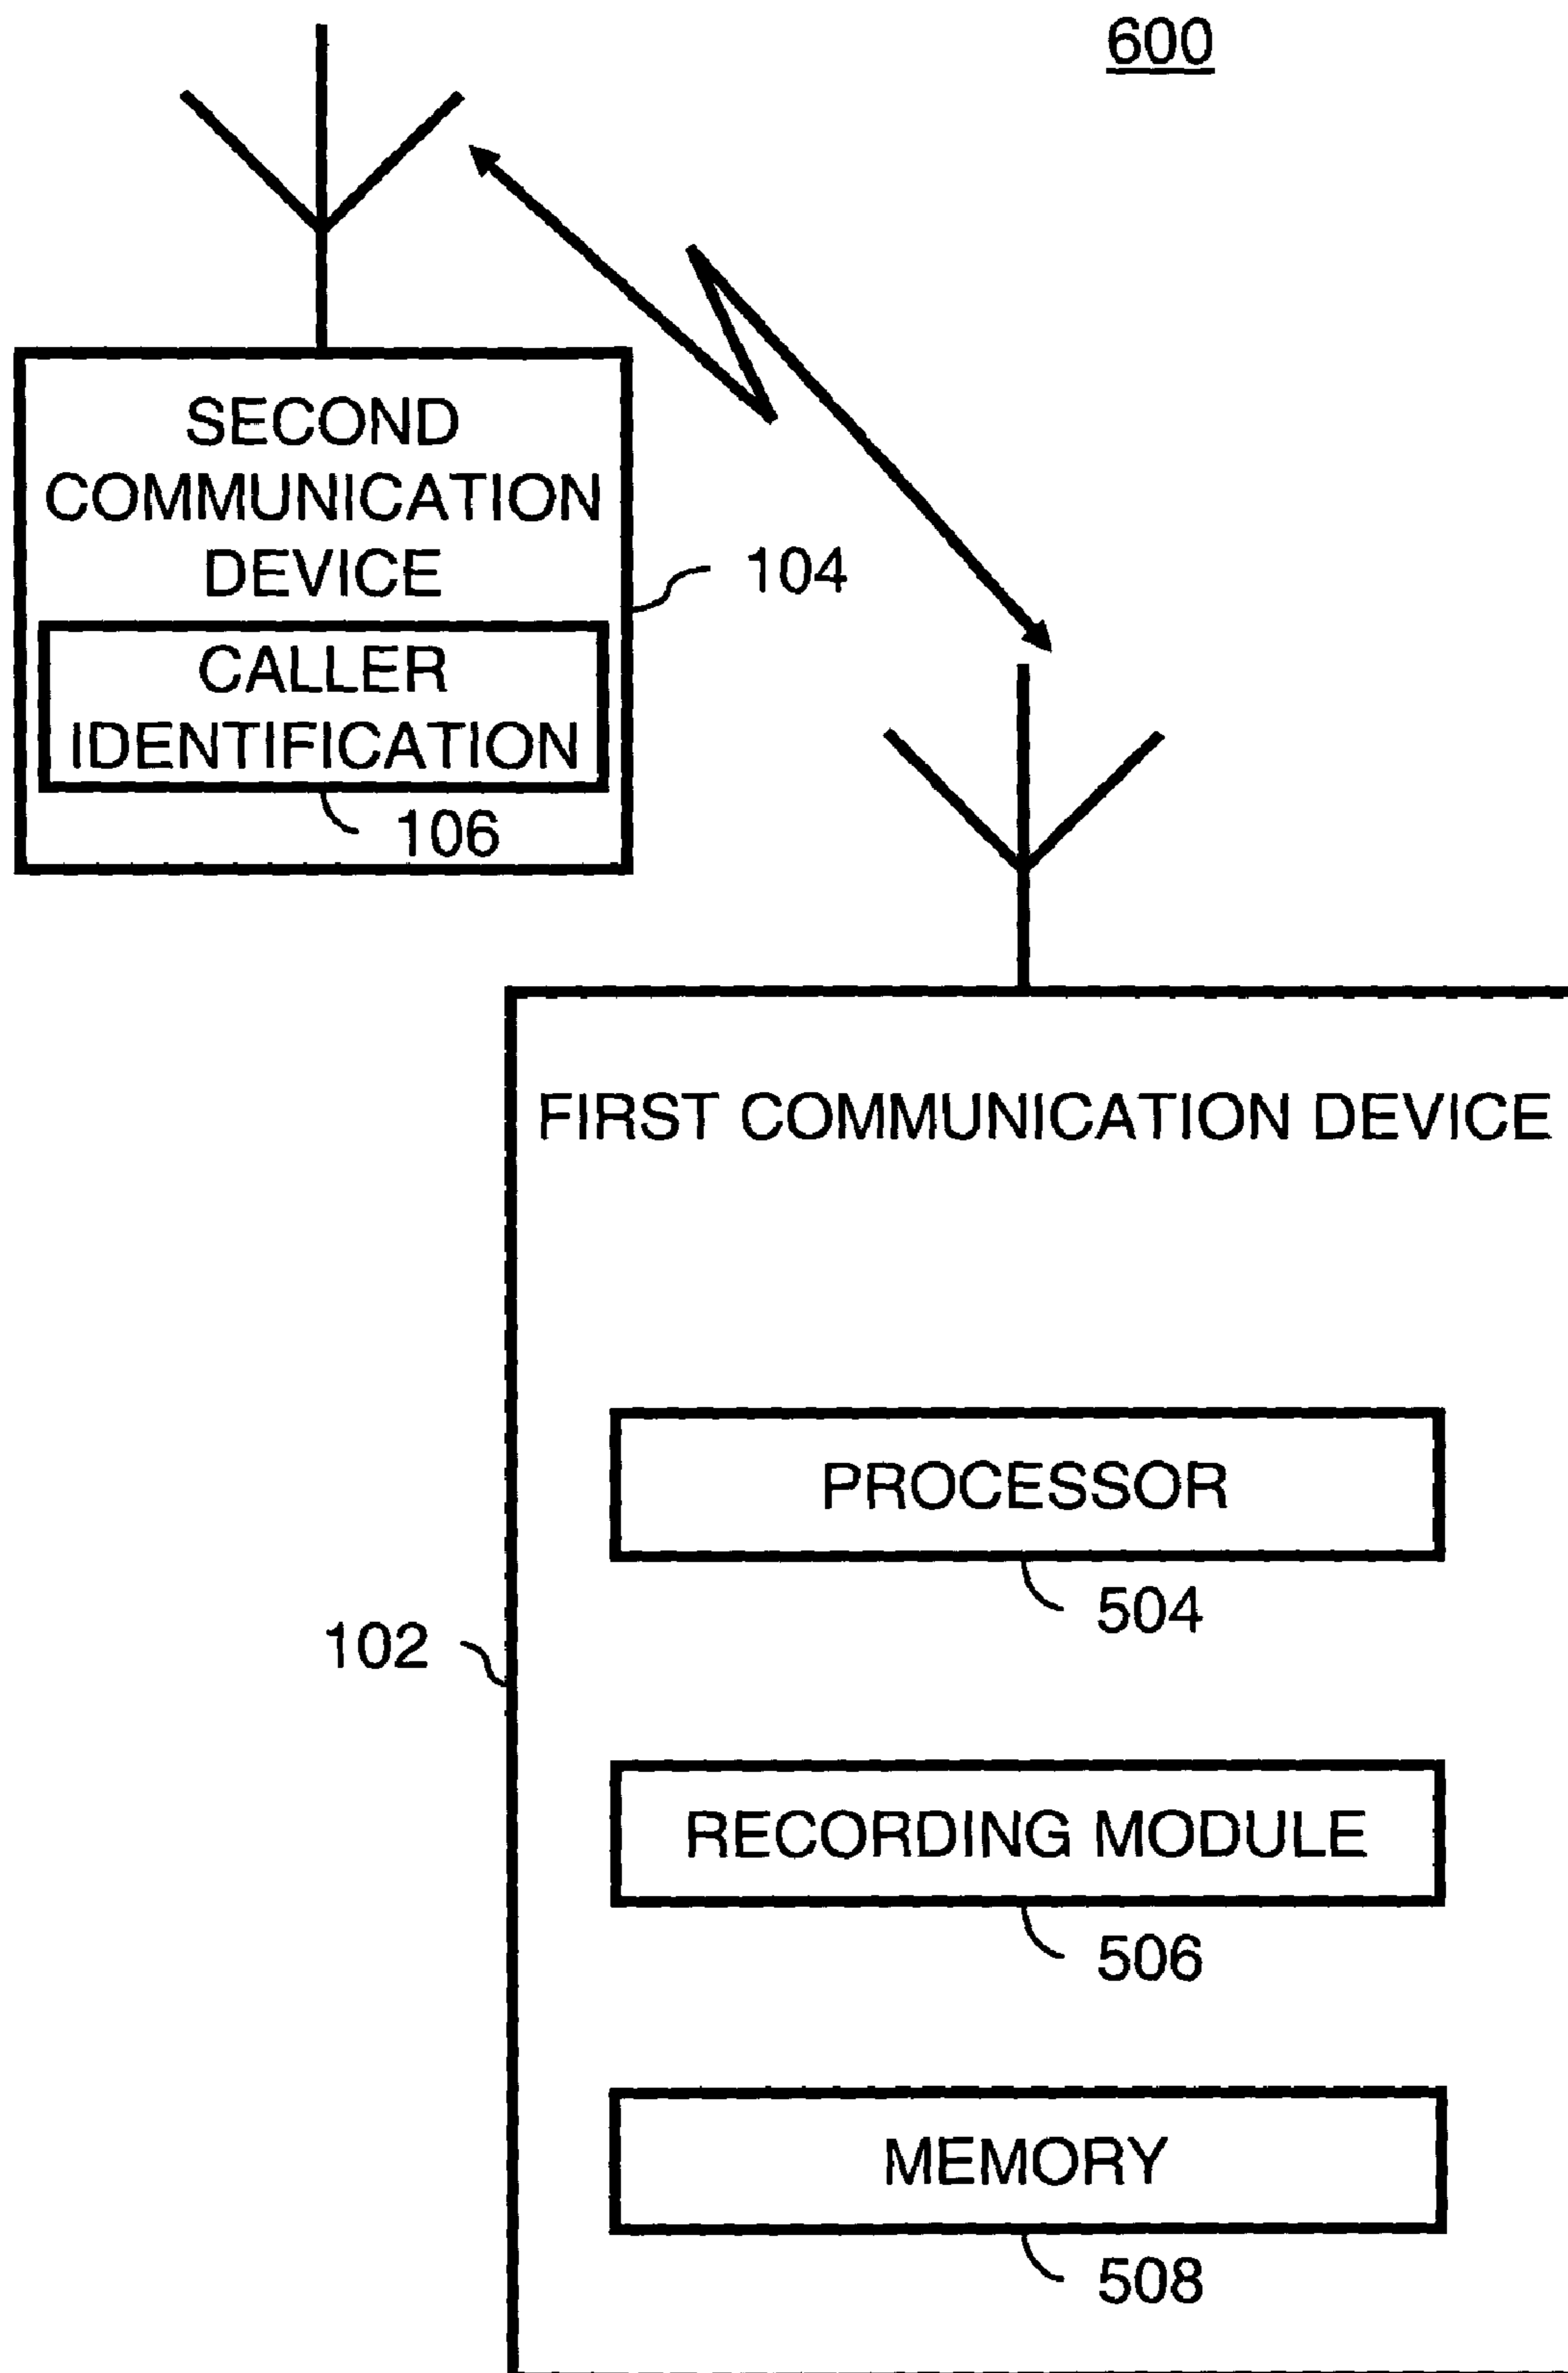 600
SECOND
COMMUNICATION
DEVICE
104
CALLER
IDENTIFICATION
106
FIRST COMMUNICATION DEVICE
PROCESSOR
504
102
RECORDING MODULE
506
MEMORY
508